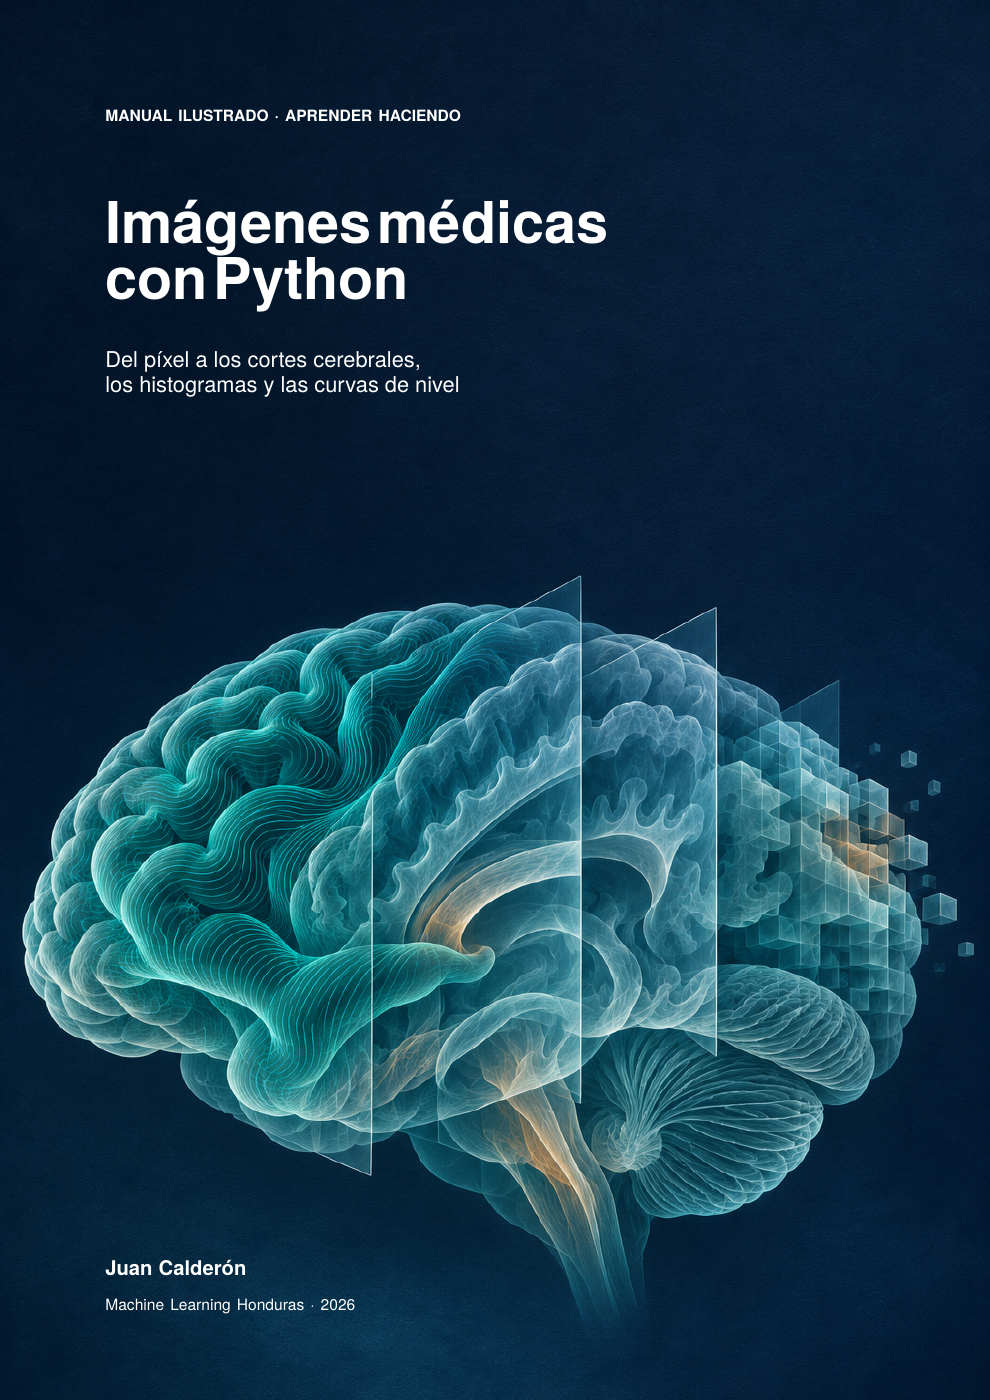 MANUAL ILUSTRADO · APRENDER HACIENDO
Imágenes médicas
con Python
Del píxel a los cortes cerebrales,
los histogramas y las curvas de nivel
Juan Calderón
Machine Learning Honduras · 2026